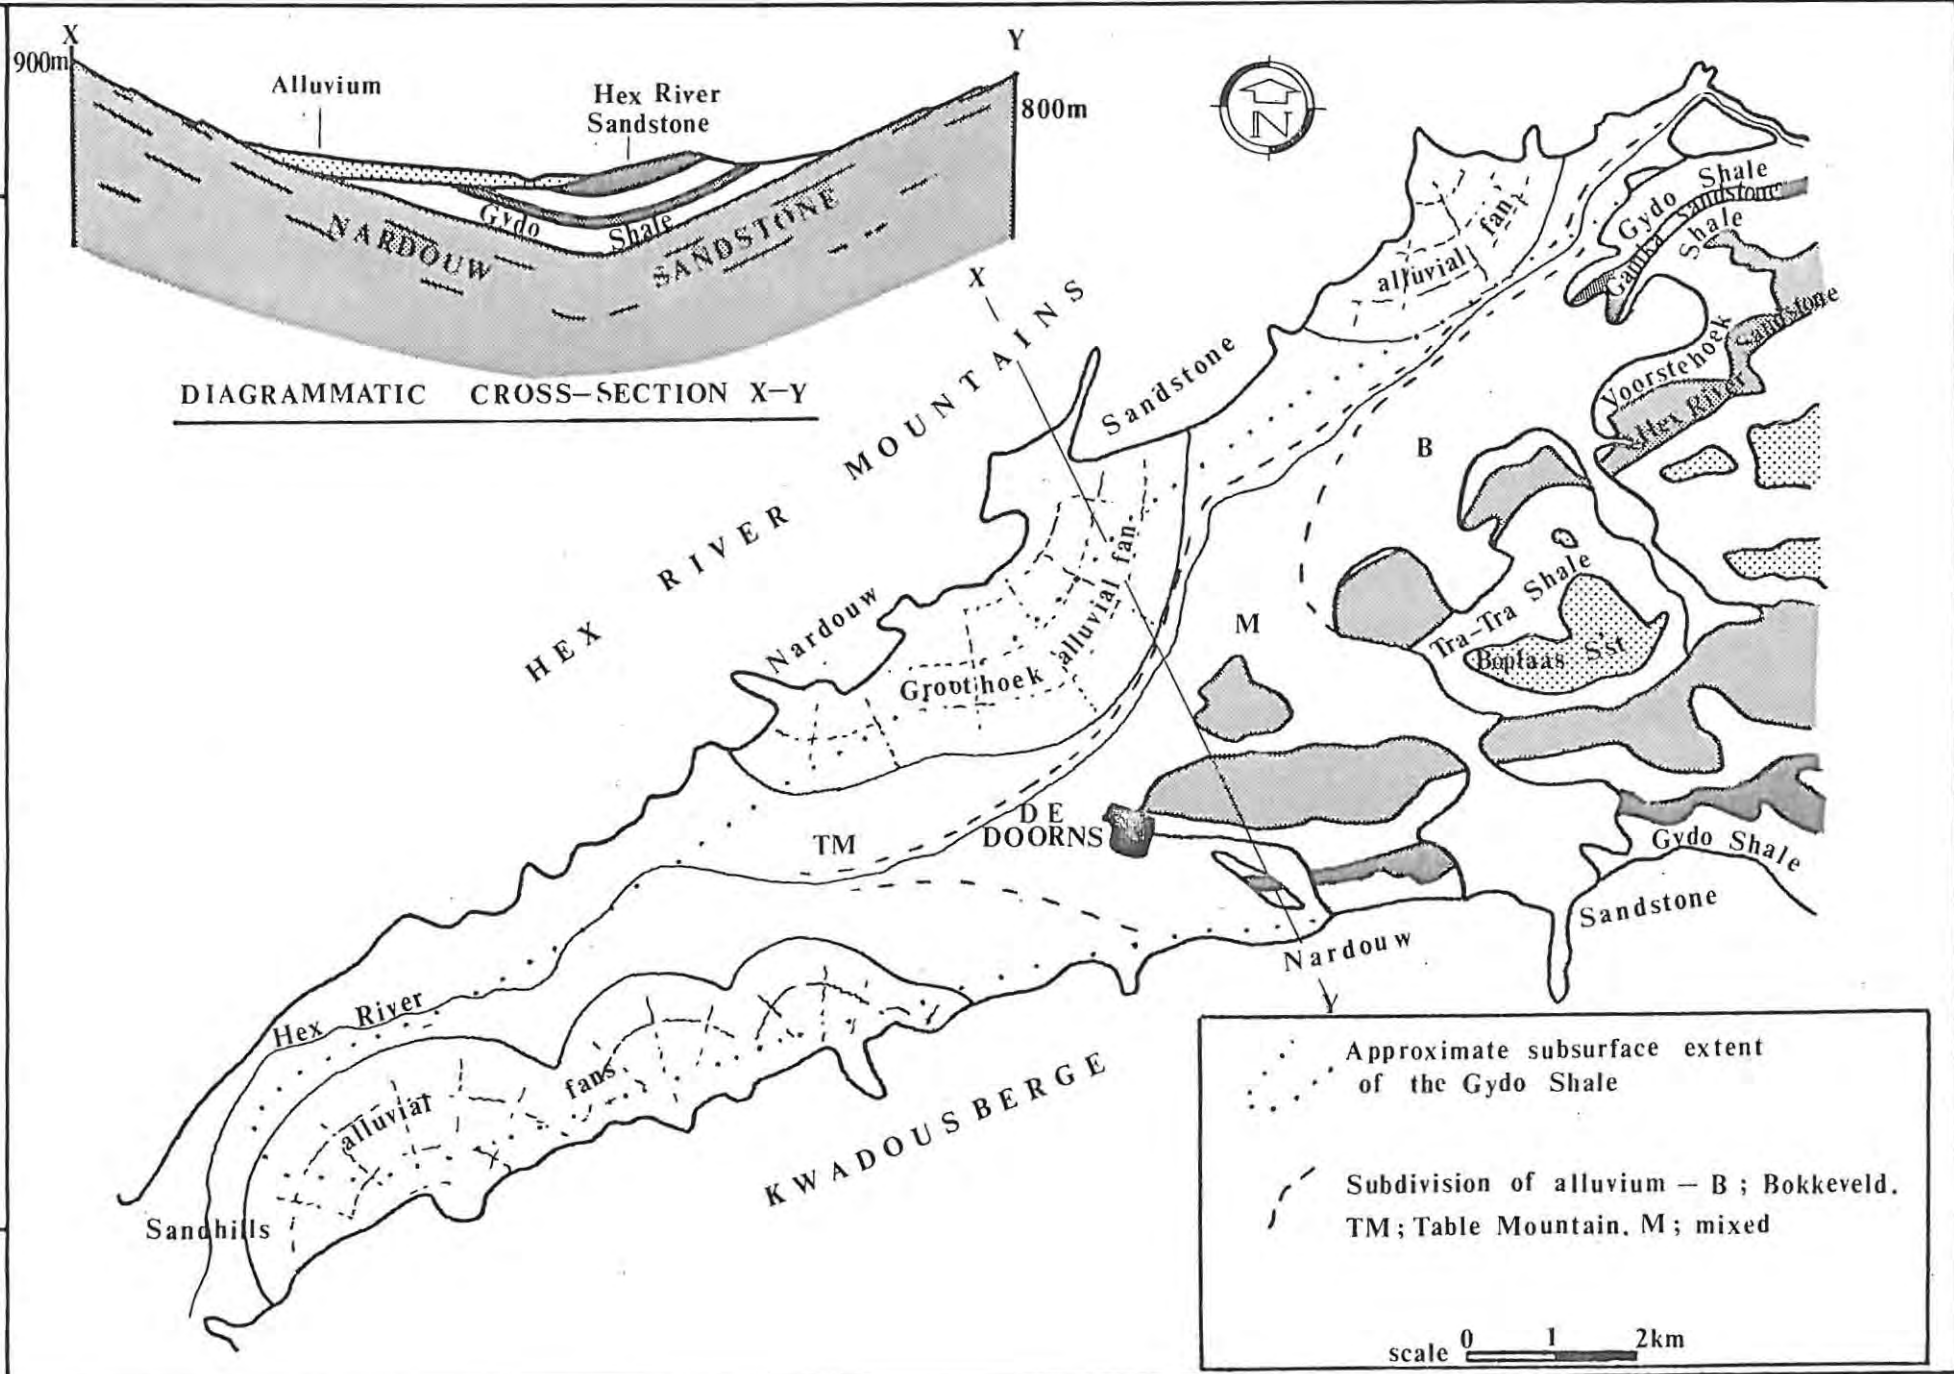 X
Y
900m
800m
Alluvium
Hex River
Sandstone
Gydo Shale
NARDOUW SANDSTONE
DIAGRAMMATIC CROSS-SECTION X-Y
N
X
HEX RIVER MOUNTAINS
Sandstone
Nardouw
alluvial fan
Gydo Shale
Gamka Sandstone
Shale
Voorstehoek
Hex River Sandstone
B
M
Tra-Tra Shale
Boplaas S'st
Groothoek alluvial fan
TM
DE
DOORNS
Gydo Shale
Nardouw Sandstone
Y
Hex River
alluvial fans
Sandhills
KWADOUSBERGE
Approximate subsurface extent
of the Gydo Shale
Subdivision of alluvium — B ; Bokkeveld.
TM ; Table Mountain. M ; mixed
scale 0 1 2km